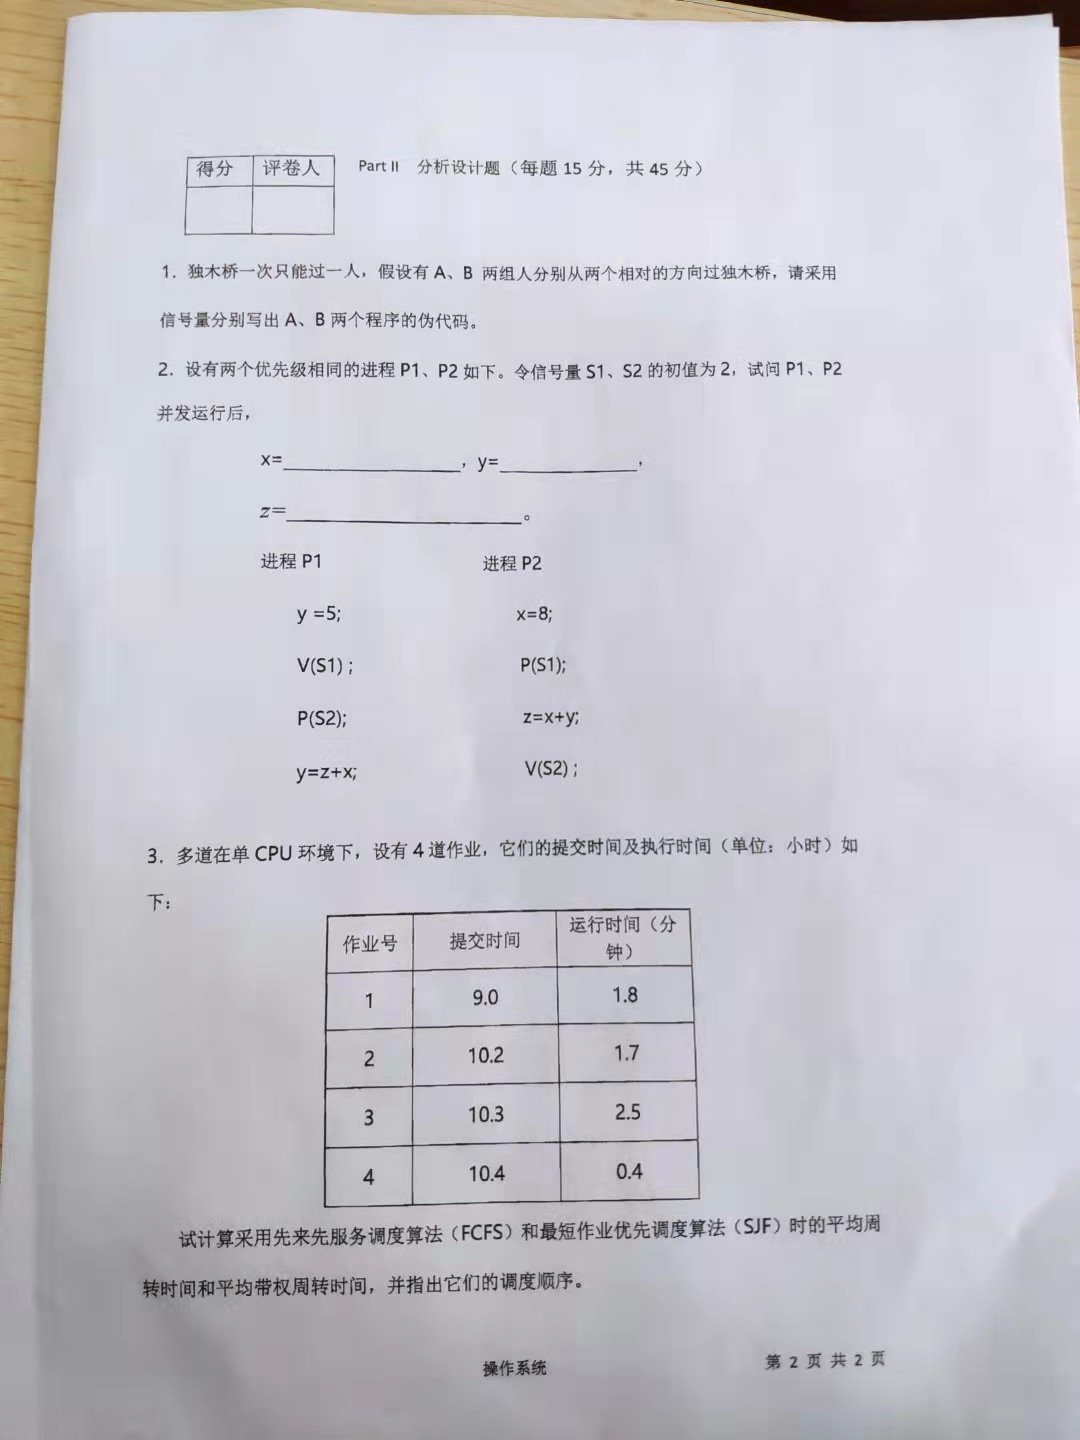 得分 评卷人 Part II 分析设计题（每题 15 分，共 45 分）
1. 独木桥一次只能过一人，假设有 A、B 两组人分别从两个相对的方向过独木桥，请采用
信号量分别写出 A、B 两个程序的伪代码。
2. 设有两个优先级相同的进程 P1、P2 如下。令信号量 S1、S2 的初值为 2，试问 P1、P2
并发运行后，
x=________________，y=____________，
z=____________________。
进程 P1 进程 P2
y =5; x=8;
V(S1) ; P(S1);
P(S2); z=x+y;
y=z+x; V(S2) ;
3. 多道在单 CPU 环境下，设有 4 道作业，它们的提交时间及执行时间（单位：小时）如
下：
作业号 提交时间 运行时间（分
钟）
1 9.0 1.8
2 10.2 1.7
3 10.3 2.5
4 10.4 0.4
试计算采用先来先服务调度算法（FCFS）和最短作业优先调度算法（SJF）时的平均周
转时间和平均带权周转时间，并指出它们的调度顺序。
操作系统 第 2 页 共 2 页